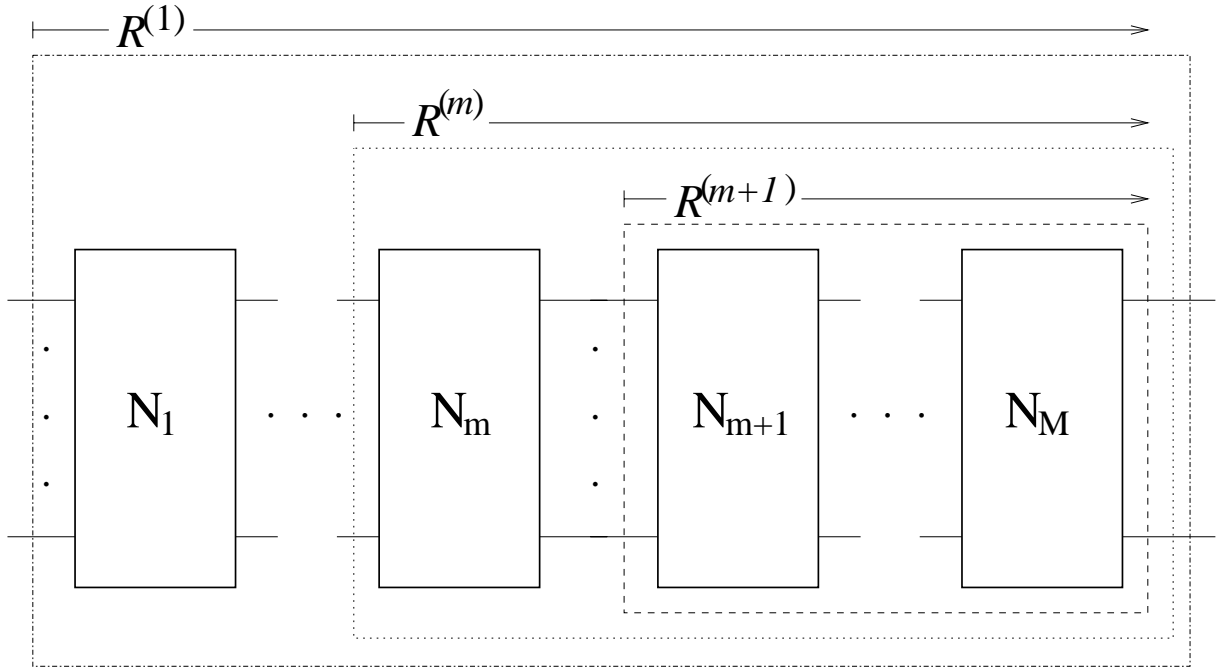 R(1)
R(m)
R(m+1)
N1 · · · Nm Nm+1 · · · NM